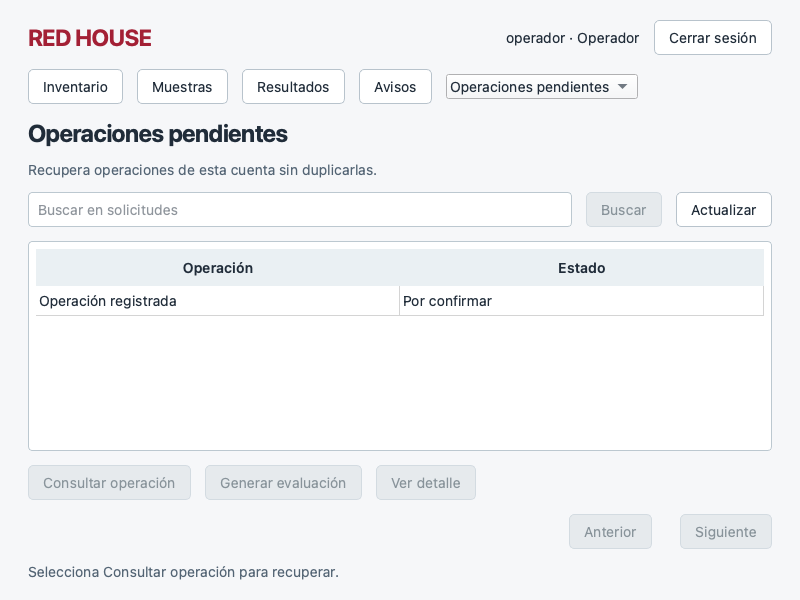 RED HOUSE
operador · Operador
Cerrar sesión
Inventario
Muestras
Resultados
Avisos
Operaciones pendientes
Operaciones pendientes
Recupera operaciones de esta cuenta sin duplicarlas.
Buscar en solicitudes
Buscar
Actualizar
Operación
Estado
Operación registrada
Por confirmar
Consultar operación
Generar evaluación
Ver detalle
Anterior
Siguiente
Selecciona Consultar operación para recuperar.